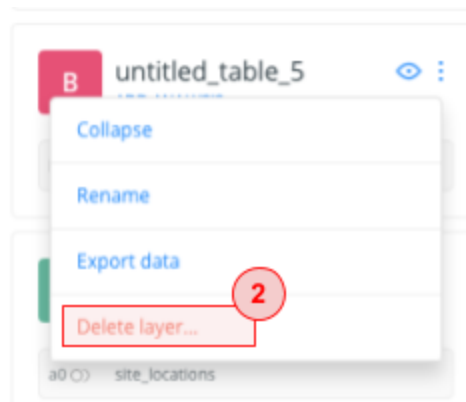 B untitled_table_5
Collapse
Rename
Export data
2
Delete layer...
a0 site_locations